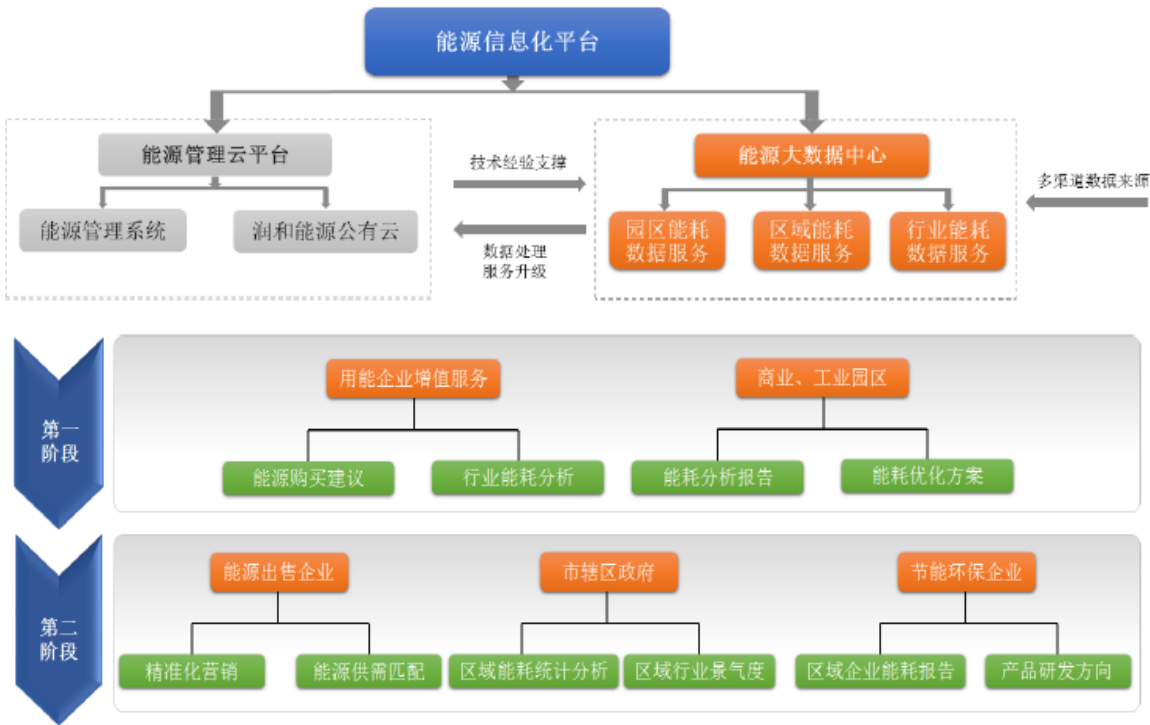 能源信息化平台
能源管理云平台
能源管理系统
润和能源公有云
技术经验支撑
数据处理
服务升级
能源大数据中心
园区能耗
数据服务
区域能耗
数据服务
行业能耗
数据服务
多渠道数据来源
第一
阶段
用能企业增值服务
能源购买建议
行业能耗分析
商业、工业园区
能耗分析报告
能耗优化方案
第二
阶段
能源出售企业
精准化营销
能源供需匹配
市辖区政府
区域能耗统计分析
区域行业景气度
节能环保企业
区域企业能耗报告
产品研发方向